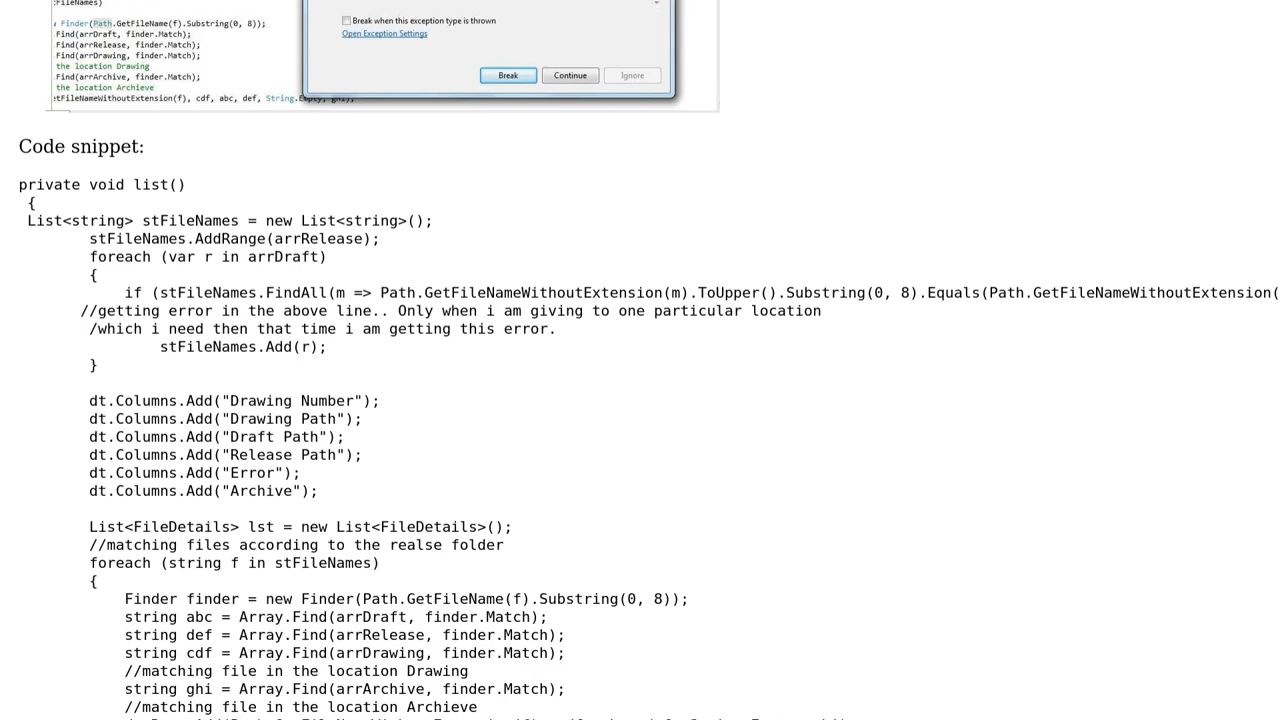 :FileNames)
Finder(Path.GetFileName(f).Substring(0, 8));
Find(arrDraft, finder.Match);
Find(arrRelease, finder.Match);
Find(arrDrawing, finder.Match);
the location Drawing
Find(arrArchive, finder.Match);
the location Archieve
:tFileNameWithoutExtension(f), cdf, abc, def, String.Empty, ghi);
Break when this exception type is thrown
Open Exception Settings
Break Continue Ignore
Code snippet:
private void list()
{
List<string> stFileNames = new List<string>();
stFileNames.AddRange(arrRelease);
foreach (var r in arrDraft)
{
if (stFileNames.FindAll(m => Path.GetFileNameWithoutExtension(m).ToUpper().Substring(0, 8).Equals(Path.GetFileNameWithoutExtension(
//getting error in the above line.. Only when i am giving to one particular location
/which i need then that time i am getting this error.
stFileNames.Add(r);
}
dt.Columns.Add("Drawing Number");
dt.Columns.Add("Drawing Path");
dt.Columns.Add("Draft Path");
dt.Columns.Add("Release Path");
dt.Columns.Add("Error");
dt.Columns.Add("Archive");
List<FileDetails> lst = new List<FileDetails>();
//matching files according to the realse folder
foreach (string f in stFileNames)
{
Finder finder = new Finder(Path.GetFileName(f).Substring(0, 8));
string abc = Array.Find(arrDraft, finder.Match);
string def = Array.Find(arrRelease, finder.Match);
string cdf = Array.Find(arrDrawing, finder.Match);
//matching file in the location Drawing
string ghi = Array.Find(arrArchive, finder.Match);
//matching file in the location Archieve